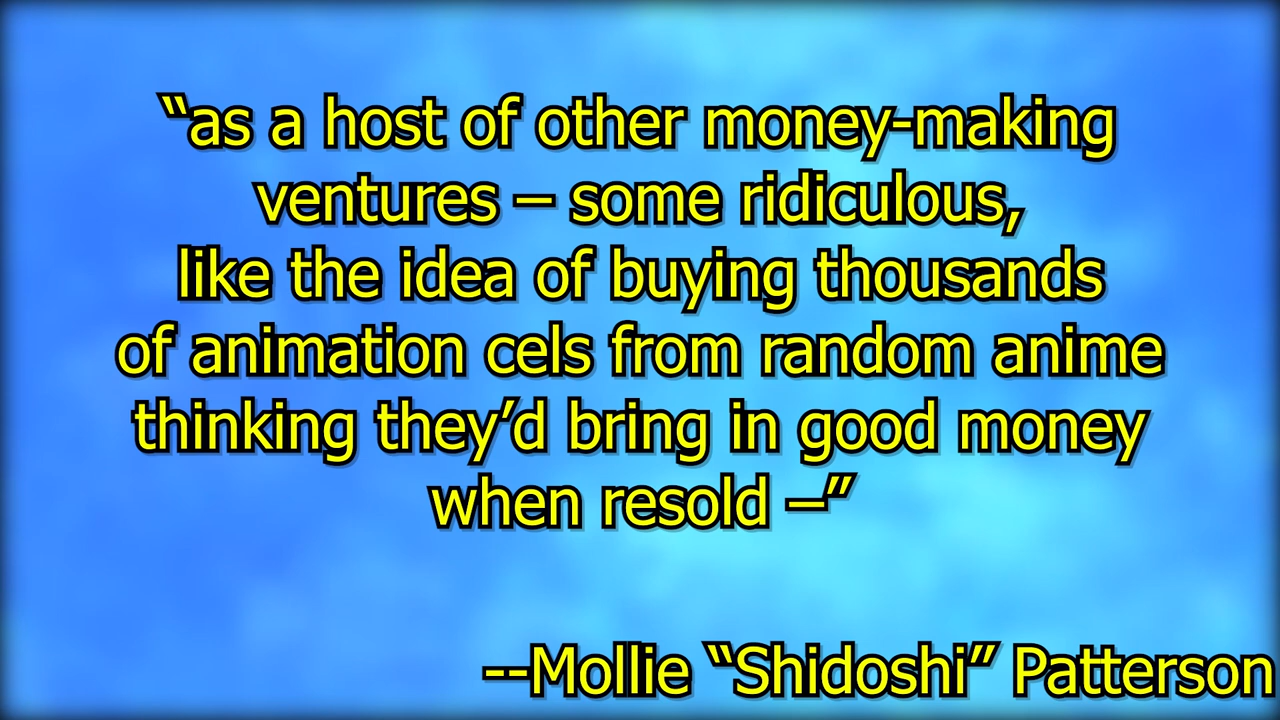 “as a host of other money-making
ventures – some ridiculous,
like the idea of buying thousands
of animation cels from random anime
thinking they’d bring in good money
when resold –”
--Mollie “Shidoshi” Patterson